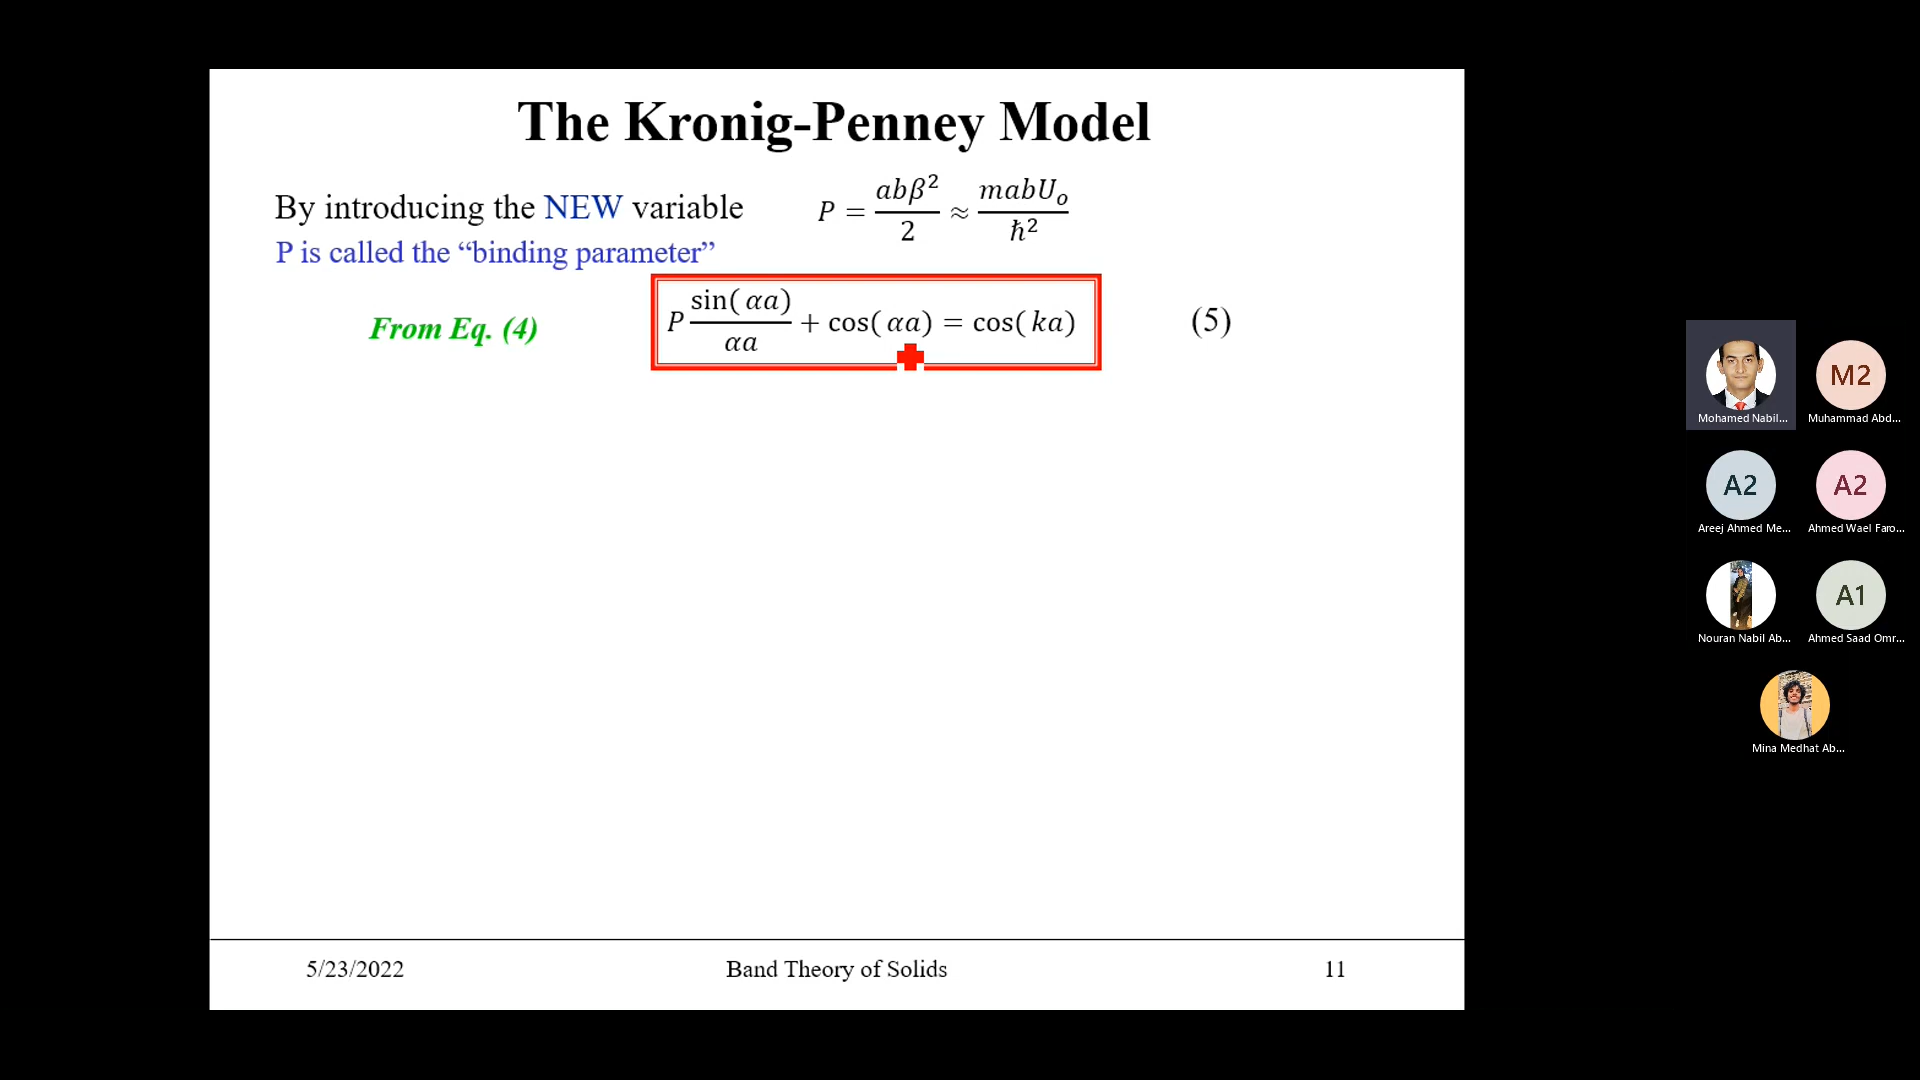 The Kronig-Penney Model
By introducing the NEW variable P = abβ²/2 ≈ mabU₀/ħ²
P is called the “binding parameter”
From Eq. (4) P sin(αa)/αa + cos(αa) = cos(ka) (5)
5/23/2022 Band Theory of Solids 11
Mohamed Nabil...
M2
Muhammad Abd...
A2
Areej Ahmed Me...
A2
Ahmed Wael Faro...
Nouran Nabil Ab...
A1
Ahmed Saad Omr...
Mina Medhat Ab...